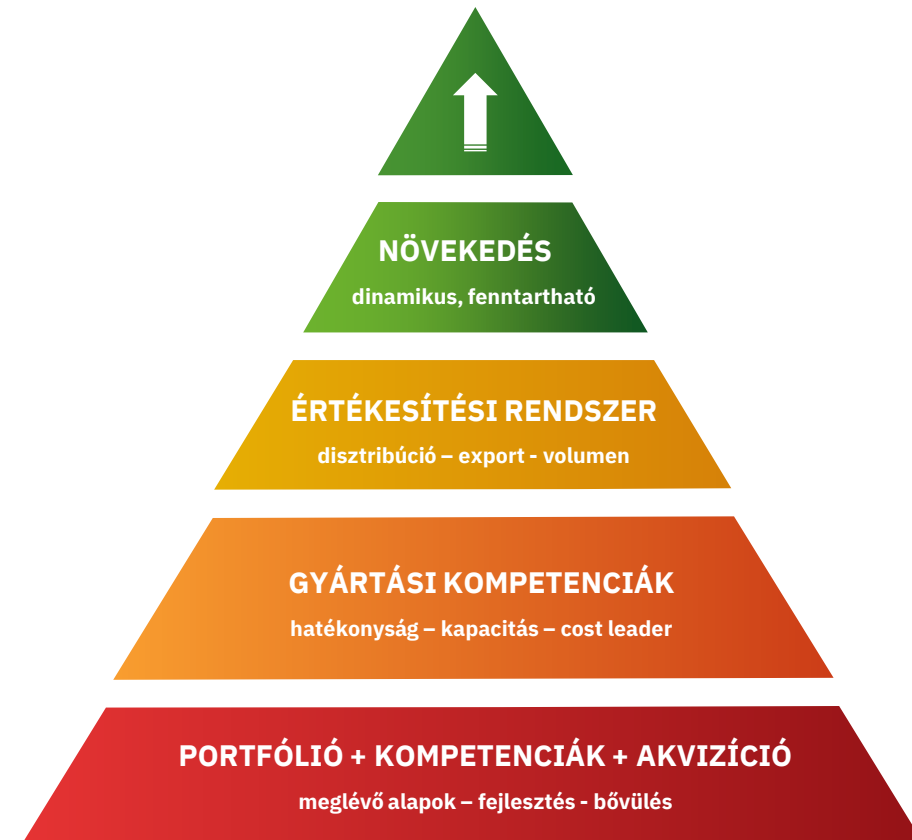 NÖVEKEDÉS
dinamikus, fenntartható
ÉRTÉKESÍTÉSI RENDSZER
disztribúció – export - volumen
GYÁRTÁSI KOMPETENCIÁK
hatékonyság – kapacitás – cost leader
PORTFÓLIÓ + KOMPETENCIÁK + AKVIZÍCIÓ
meglévő alapok – fejlesztés - bővülés